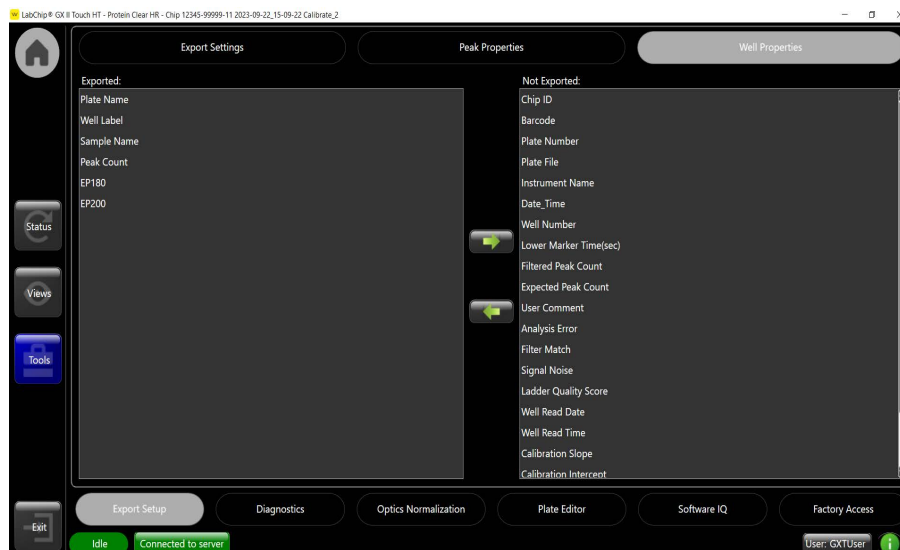 LabChip® GX II Touch HT - Protein Clear HR - Chip 12345-99999-11 2023-09-22_15-09-22 Calibrate_2
Export Settings
Peak Properties
Well Properties
Exported:
Plate Name
Well Label
Sample Name
Peak Count
EP180
EP200
Not Exported:
Chip ID
Barcode
Plate Number
Plate File
Instrument Name
Date_Time
Well Number
Lower Marker Time(sec)
Filtered Peak Count
Expected Peak Count
User Comment
Analysis Error
Filter Match
Signal Noise
Ladder Quality Score
Well Read Date
Well Read Time
Calibration Slope
Calibration Intercept
Status
Views
Tools
Exit
Export Setup
Diagnostics
Optics Normalization
Plate Editor
Software IQ
Factory Access
Idle
Connected to server
User: GXTUser